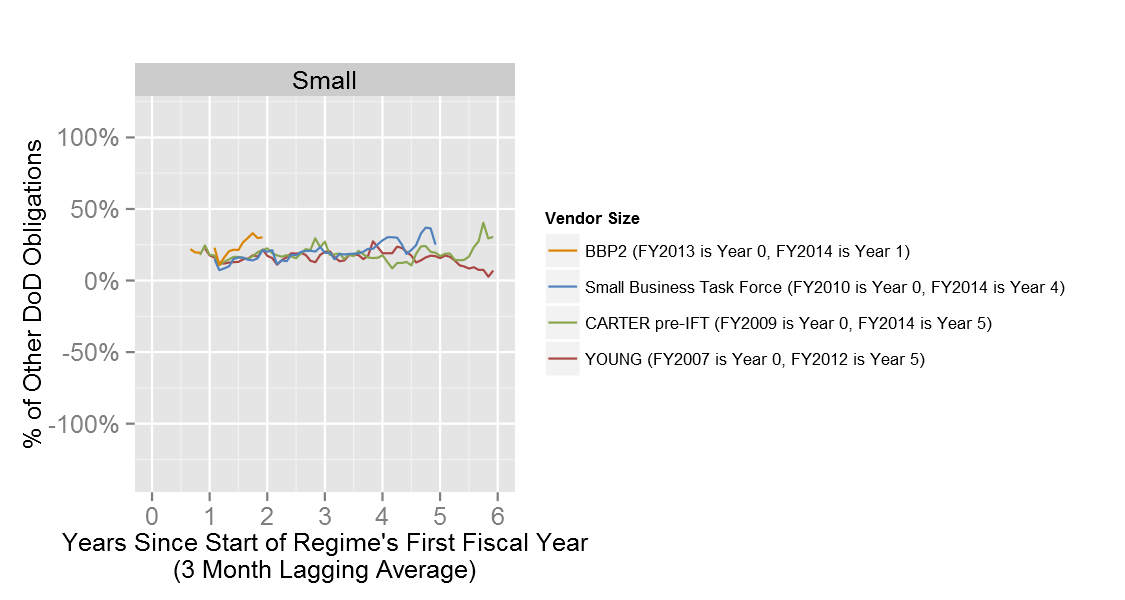 Small
% of Other DoD Obligations
100%
50%
0%
-50%
-100%
0 1 2 3 4 5 6
Years Since Start of Regime's First Fiscal Year
(3 Month Lagging Average)
Vendor Size
BBP2 (FY2013 is Year 0, FY2014 is Year 1)
Small Business Task Force (FY2010 is Year 0, FY2014 is Year 4)
CARTER pre-IFT (FY2009 is Year 0, FY2014 is Year 5)
YOUNG (FY2007 is Year 0, FY2012 is Year 5)